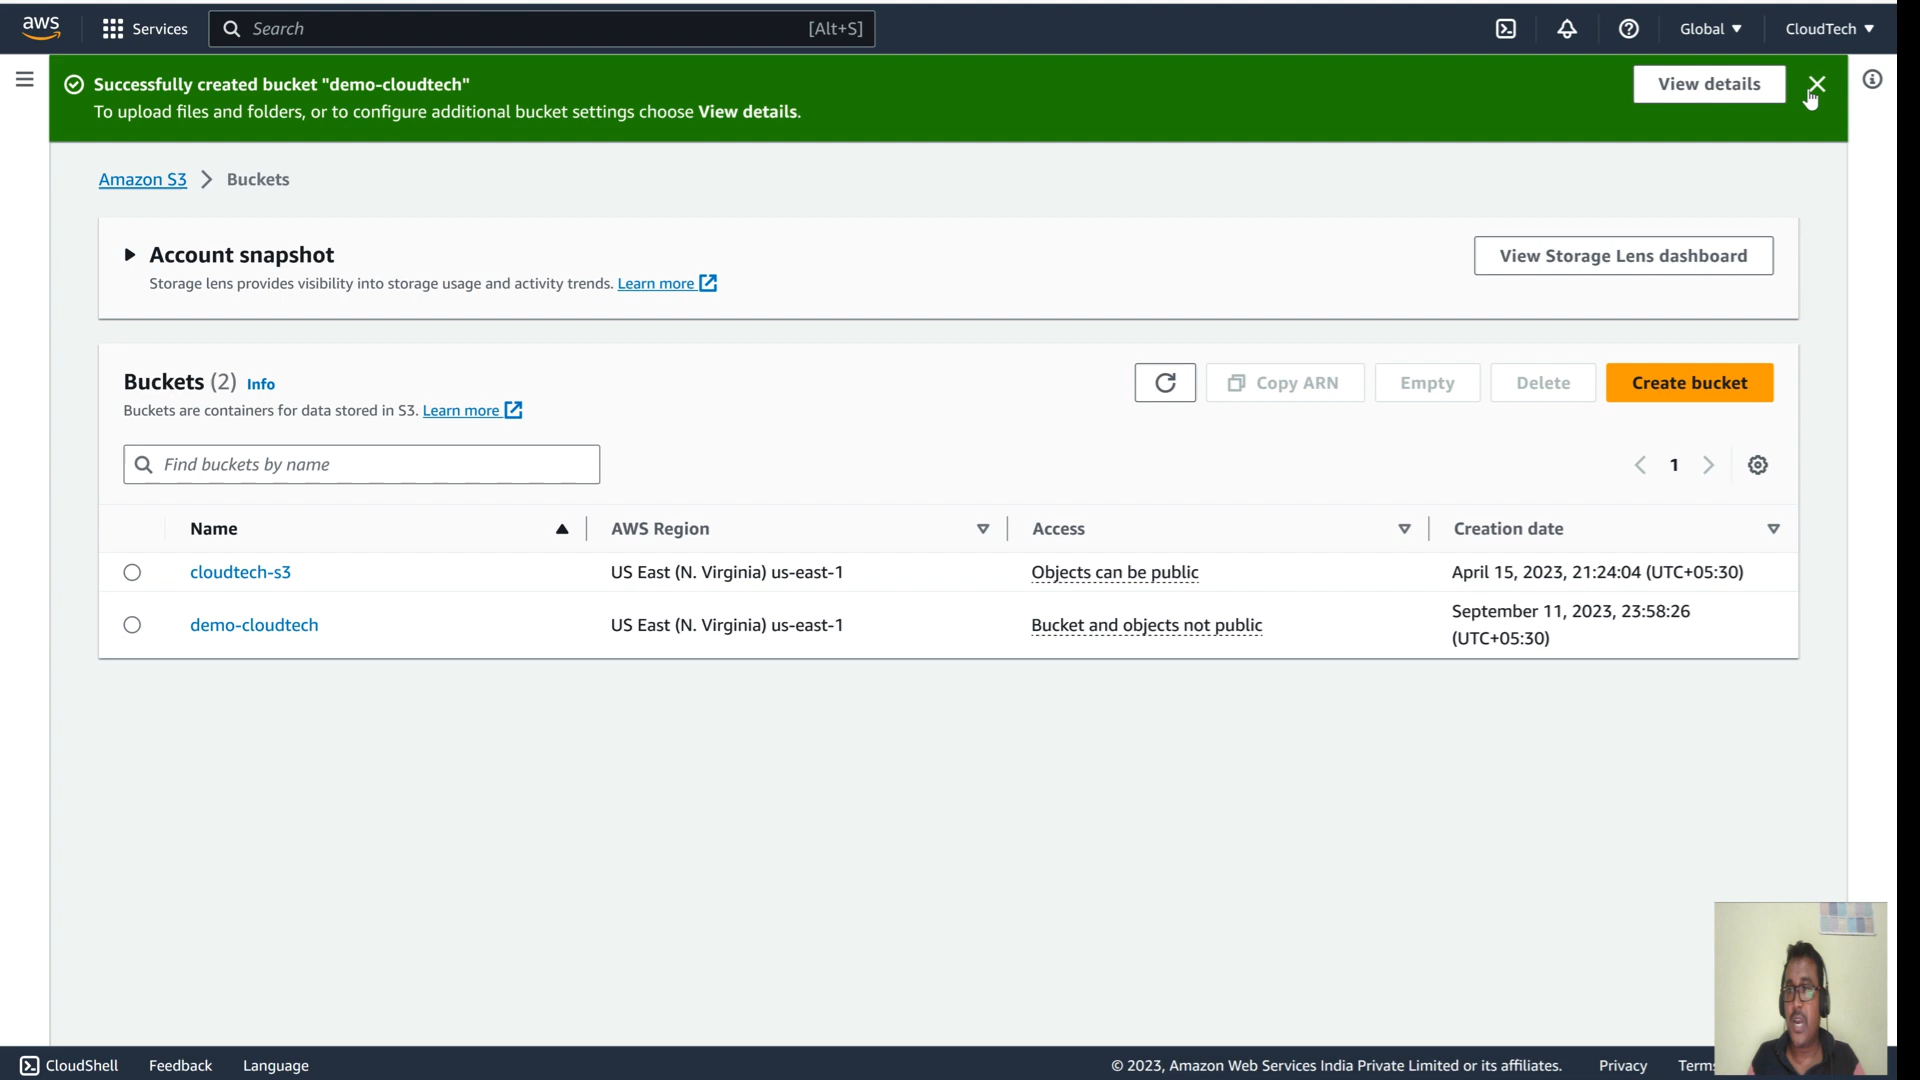 aws
Services
Search
[Alt+S]
Global
CloudTech
Successfully created bucket "demo-cloudtech"
To upload files and folders, or to configure additional bucket settings choose View details.
View details
Amazon S3
Buckets
Account snapshot
Storage lens provides visibility into storage usage and activity trends. Learn more
View Storage Lens dashboard
Buckets (2) Info
Buckets are containers for data stored in S3. Learn more
Copy ARN
Empty
Delete
Create bucket
Find buckets by name
1
Name
AWS Region
Access
Creation date
cloudtech-s3
US East (N. Virginia) us-east-1
Objects can be public
April 15, 2023, 21:24:04 (UTC+05:30)
demo-cloudtech
US East (N. Virginia) us-east-1
Bucket and objects not public
September 11, 2023, 23:58:26
(UTC+05:30)
CloudShell
Feedback
Language
© 2023, Amazon Web Services India Private Limited or its affiliates.
Privacy
Terms